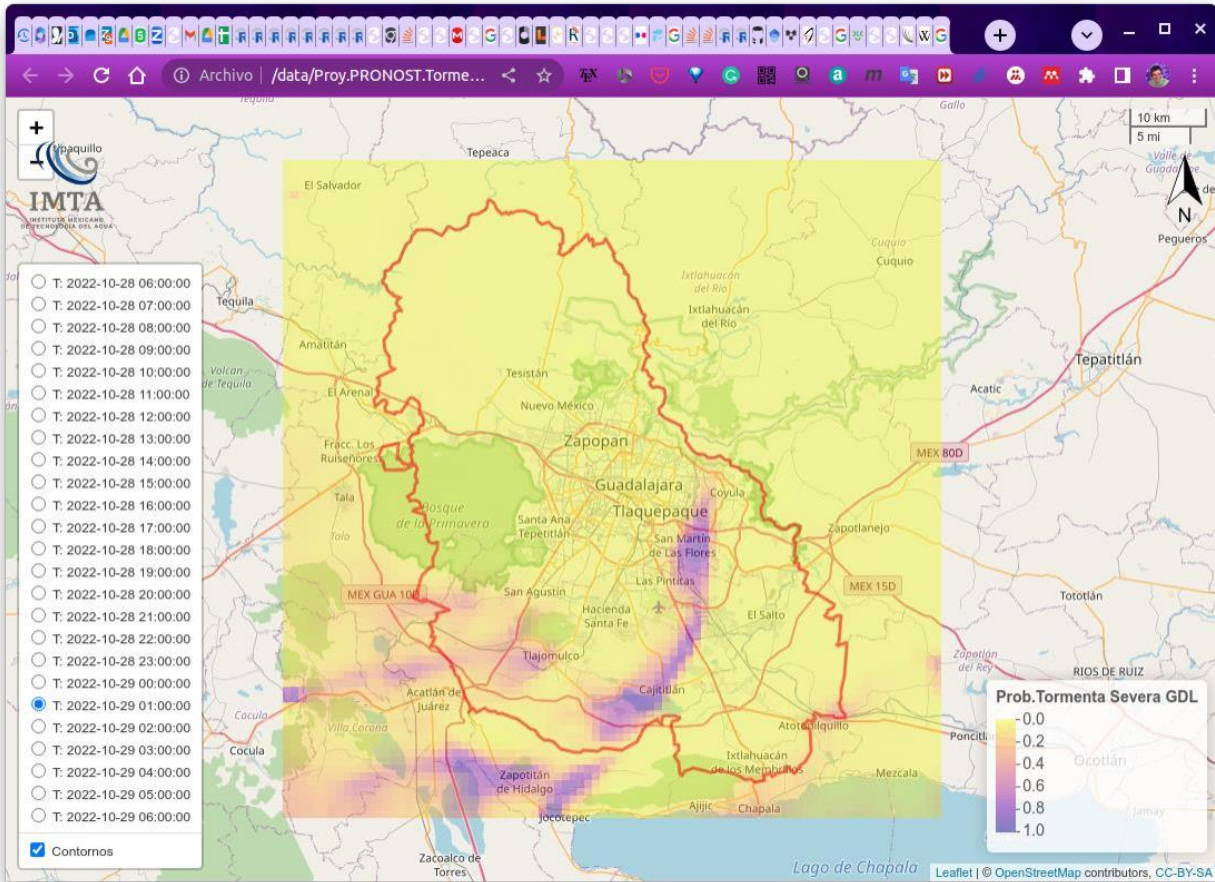 Archivo
/data/Proy.PRONOST.Torme...
+
10 km
5 mi
IMTA
INSTITUTO MEXICANO
DE TECNOLOGÍA DEL AGUA
N
T: 2022-10-28 06:00:00
T: 2022-10-28 07:00:00
T: 2022-10-28 08:00:00
T: 2022-10-28 09:00:00
T: 2022-10-28 10:00:00
T: 2022-10-28 11:00:00
T: 2022-10-28 12:00:00
T: 2022-10-28 13:00:00
T: 2022-10-28 14:00:00
T: 2022-10-28 15:00:00
T: 2022-10-28 16:00:00
T: 2022-10-28 17:00:00
T: 2022-10-28 18:00:00
T: 2022-10-28 19:00:00
T: 2022-10-28 20:00:00
T: 2022-10-28 21:00:00
T: 2022-10-28 22:00:00
T: 2022-10-28 23:00:00
T: 2022-10-29 00:00:00
T: 2022-10-29 01:00:00
T: 2022-10-29 02:00:00
T: 2022-10-29 03:00:00
T: 2022-10-29 04:00:00
T: 2022-10-29 05:00:00
T: 2022-10-29 06:00:00
Contornos
Tequila
Gallo
Tepeaca
El Salvador
Pegueros
Cuquio
Cuquio
Ixtlahuacán
del Río
Ixtlahuacán
del Río
Tequila
Amatitán
Volcan
de Tequila
Tepatitlán
Tesistán
El Arenal
Acatic
Nuevo México
Zapopan
Fracc. Los
Ruiseñores
MEX 80D
Guadalajara
Coyula
Tala
Bosque
de la Primavera
Tlaquepaque
Santa Ana
Tepetitlán
Zapotlanejo
Tala
San Martín
de Las Flores
Las Pintitas
MEX 15D
MEX GUA 10D
San Agustín
Tototlán
Hacienda
Santa Fe
El Salto
Tlajomulco
Zapotlán
del Rey
RIOS DE RUIZ
Acatlán de
Juárez
Cajititlán
Cocula
Villa Corona
Atotonilquillo
Cocula
Ixtlahuacán
de los Membrillos
Zapotitán
de Hidalgo
Mezcala
Ocotlán
Ajijic
Chapala
Jocotepec
Jamay
Zacoalco de
Torres
Lago de Chapala
Prob.Tormenta Severa GDL
0.0
0.2
0.4
0.6
0.8
1.0
Leaflet | © OpenStreetMap contributors, CC-BY-SA